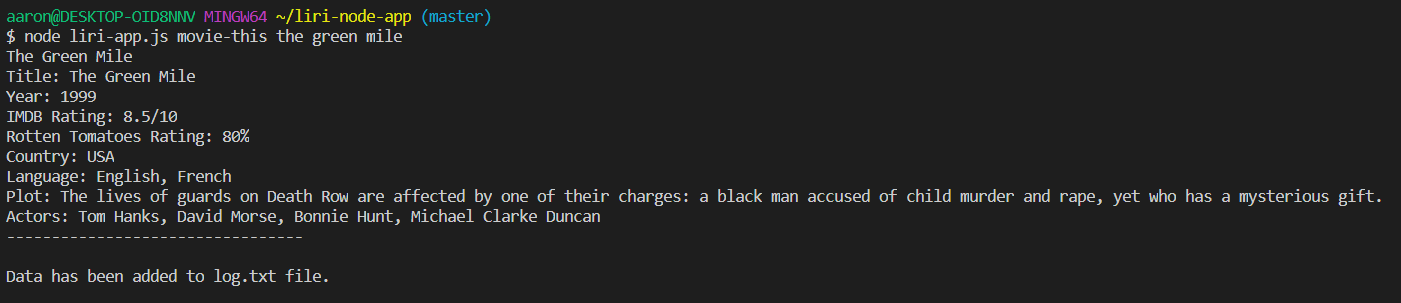 aaron@DESKTOP-OID8NNV MINGW64 ~/liri-node-app (master)
$ node liri-app.js movie-this the green mile
The Green Mile
Title: The Green Mile
Year: 1999
IMDB Rating: 8.5/10
Rotten Tomatoes Rating: 80%
Country: USA
Language: English, French
Plot: The lives of guards on Death Row are affected by one of their charges: a black man accused of child murder and rape, yet who has a mysterious gift.
Actors: Tom Hanks, David Morse, Bonnie Hunt, Michael Clarke Duncan
---------------------------------
Data has been added to log.txt file.